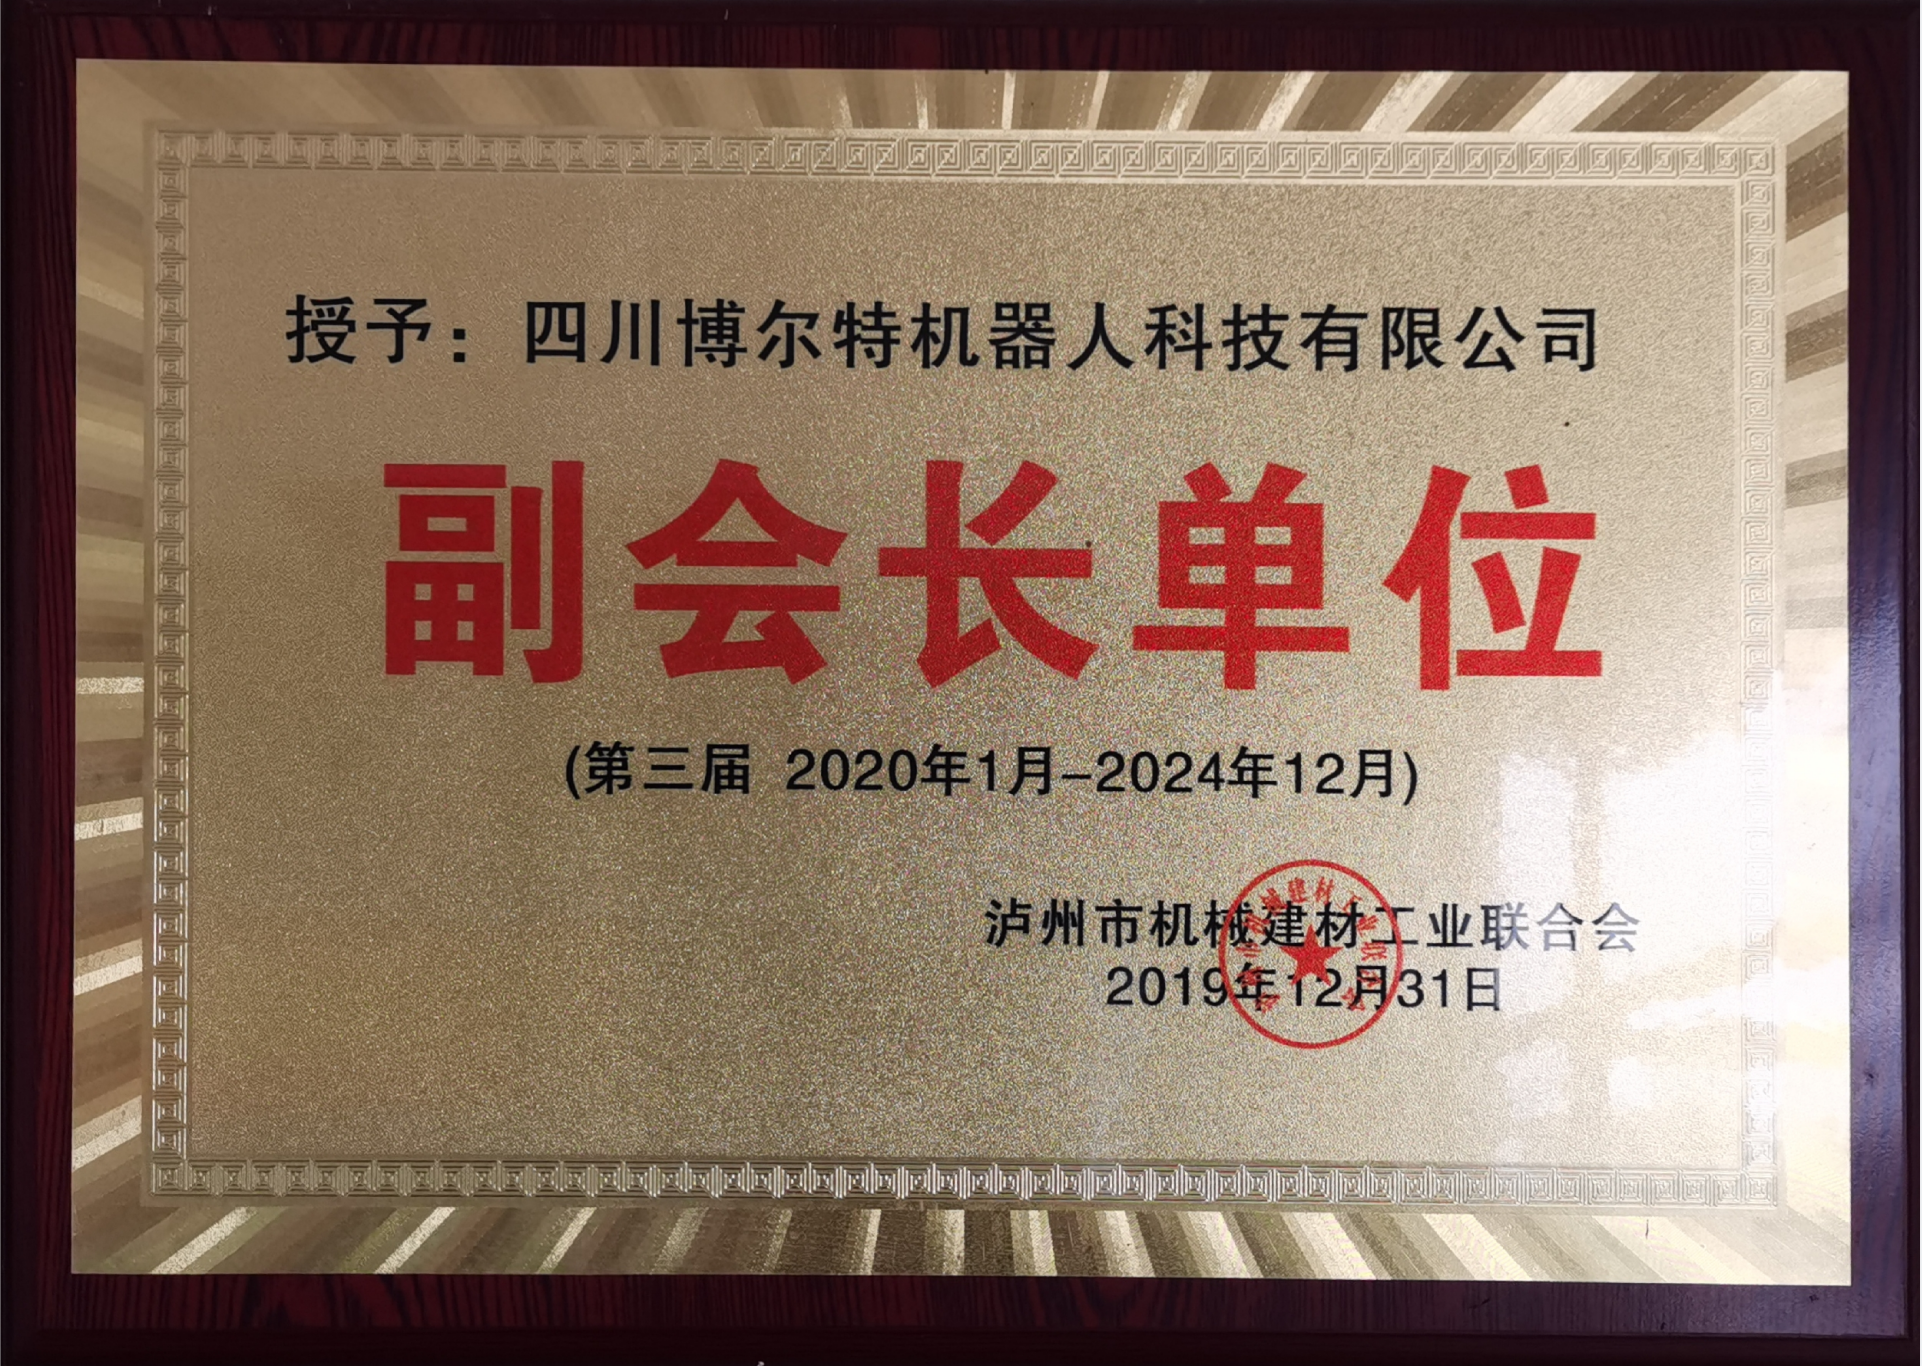 授予：四川博尔特机器人科技有限公司
副会长单位
(第三届 2020年1月-2024年12月)
泸州市机械建材工业联合会
2019年12月31日